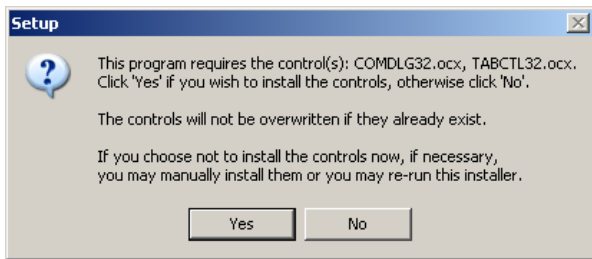 Setup
This program requires the control(s): COMDLG32.ocx, TABCTL32.ocx.
Click 'Yes' if you wish to install the controls, otherwise click 'No'.
The controls will not be overwritten if they already exist.
If you choose not to install the controls now, if necessary,
you may manually install them or you may re-run this installer.
Yes No